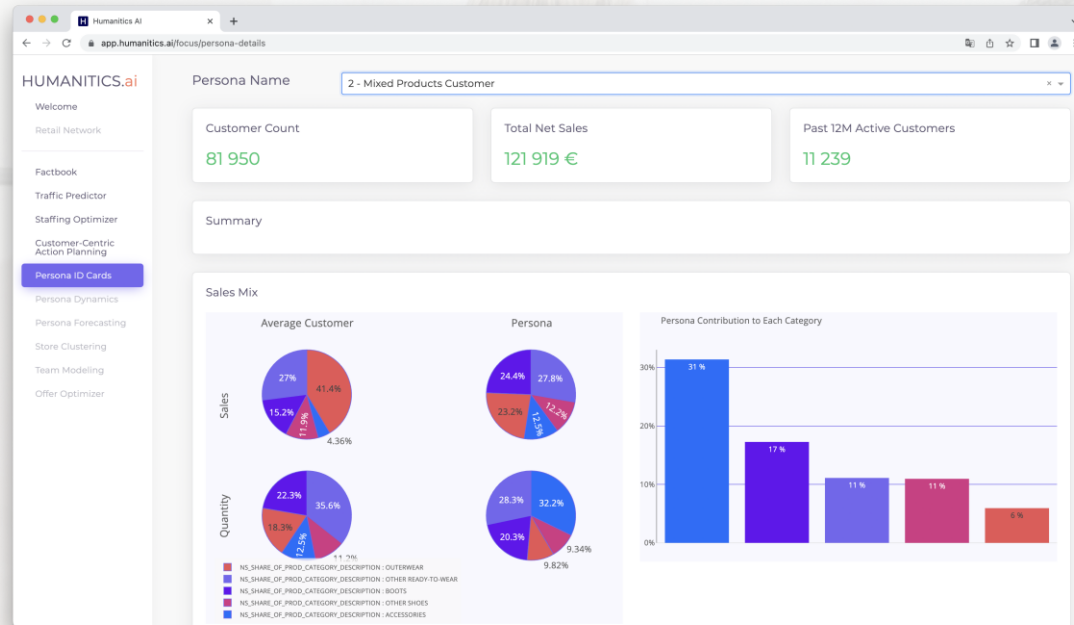 Humanitics AI
app.humanitics.ai/focus/persona-details
HUMANITICS.ai
Welcome
Retail Network
Factbook
Traffic Predictor
Staffing Optimizer
Customer-Centric
Action Planning
Persona ID Cards
Persona Dynamics
Persona Forecasting
Store Clustering
Team Modeling
Offer Optimizer
Persona Name
2 - Mixed Products Customer
Customer Count
81 950
Total Net Sales
121 919 €
Past 12M Active Customers
11 239
Summary
Sales Mix
Average Customer
Persona
Sales
27%
41.4%
15.2%
11.9%
4.36%
24.4%
27.8%
23.2%
12.5%
12.2%
Quantity
22.3%
35.6%
18.3%
12.5%
11.2%
28.3%
32.2%
20.3%
9.34%
9.82%
NS_SHARE_OF_PROD_CATEGORY_DESCRIPTION : OUTERWEAR
NS_SHARE_OF_PROD_CATEGORY_DESCRIPTION : OTHER READY-TO-WEAR
NS_SHARE_OF_PROD_CATEGORY_DESCRIPTION : BOOTS
NS_SHARE_OF_PROD_CATEGORY_DESCRIPTION : OTHER SHOES
NS_SHARE_OF_PROD_CATEGORY_DESCRIPTION : ACCESSORIES
Persona Contribution to Each Category
30%
20%
10%
0%
31 %
17 %
11 %
11 %
6 %